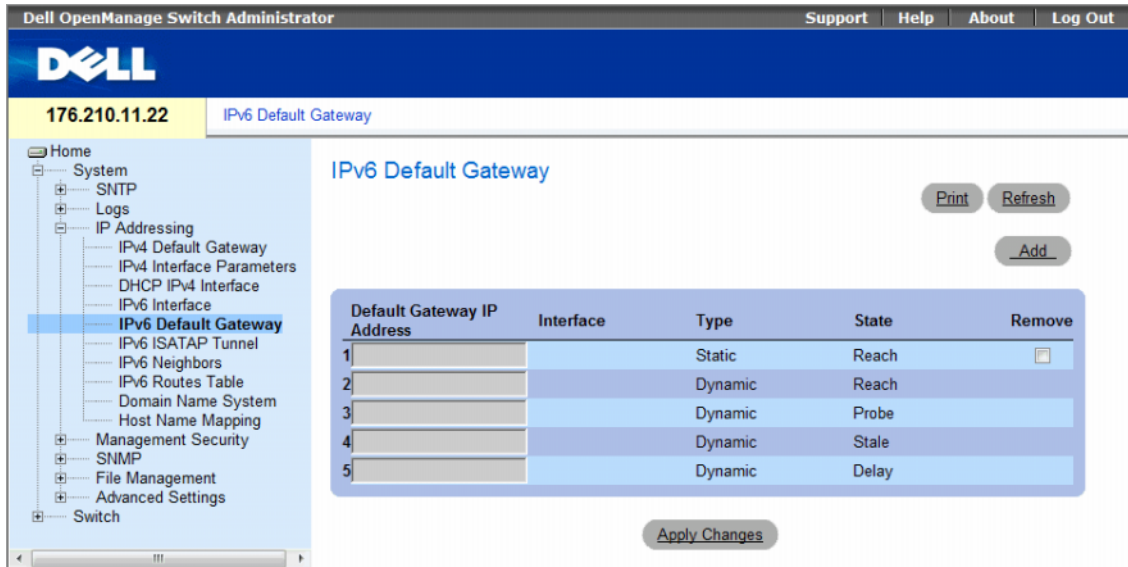 Dell OpenManage Switch Administrator
Support Help About Log Out
DELL
176.210.11.22
IPv6 Default Gateway
Home
System
SNTP
Logs
IP Addressing
IPv4 Default Gateway
IPv4 Interface Parameters
DHCP IPv4 Interface
IPv6 Interface
IPv6 Default Gateway
IPv6 ISATAP Tunnel
IPv6 Neighbors
IPv6 Routes Table
Domain Name System
Host Name Mapping
Management Security
SNMP
File Management
Advanced Settings
Switch
IPv6 Default Gateway
Print Refresh
Add
Default Gateway IP
Address Interface Type State Remove
1 Static Reach
2 Dynamic Reach
3 Dynamic Probe
4 Dynamic Stale
5 Dynamic Delay
Apply Changes